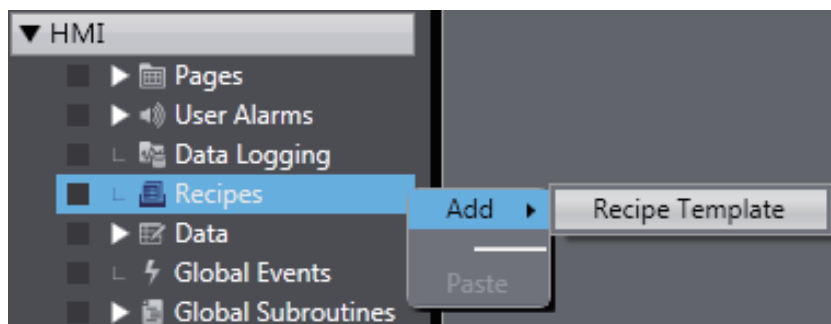 HMI
Pages
User Alarms
Data Logging
Recipes
Add
Recipe Template
Data
Global Events
Paste
Global Subroutines